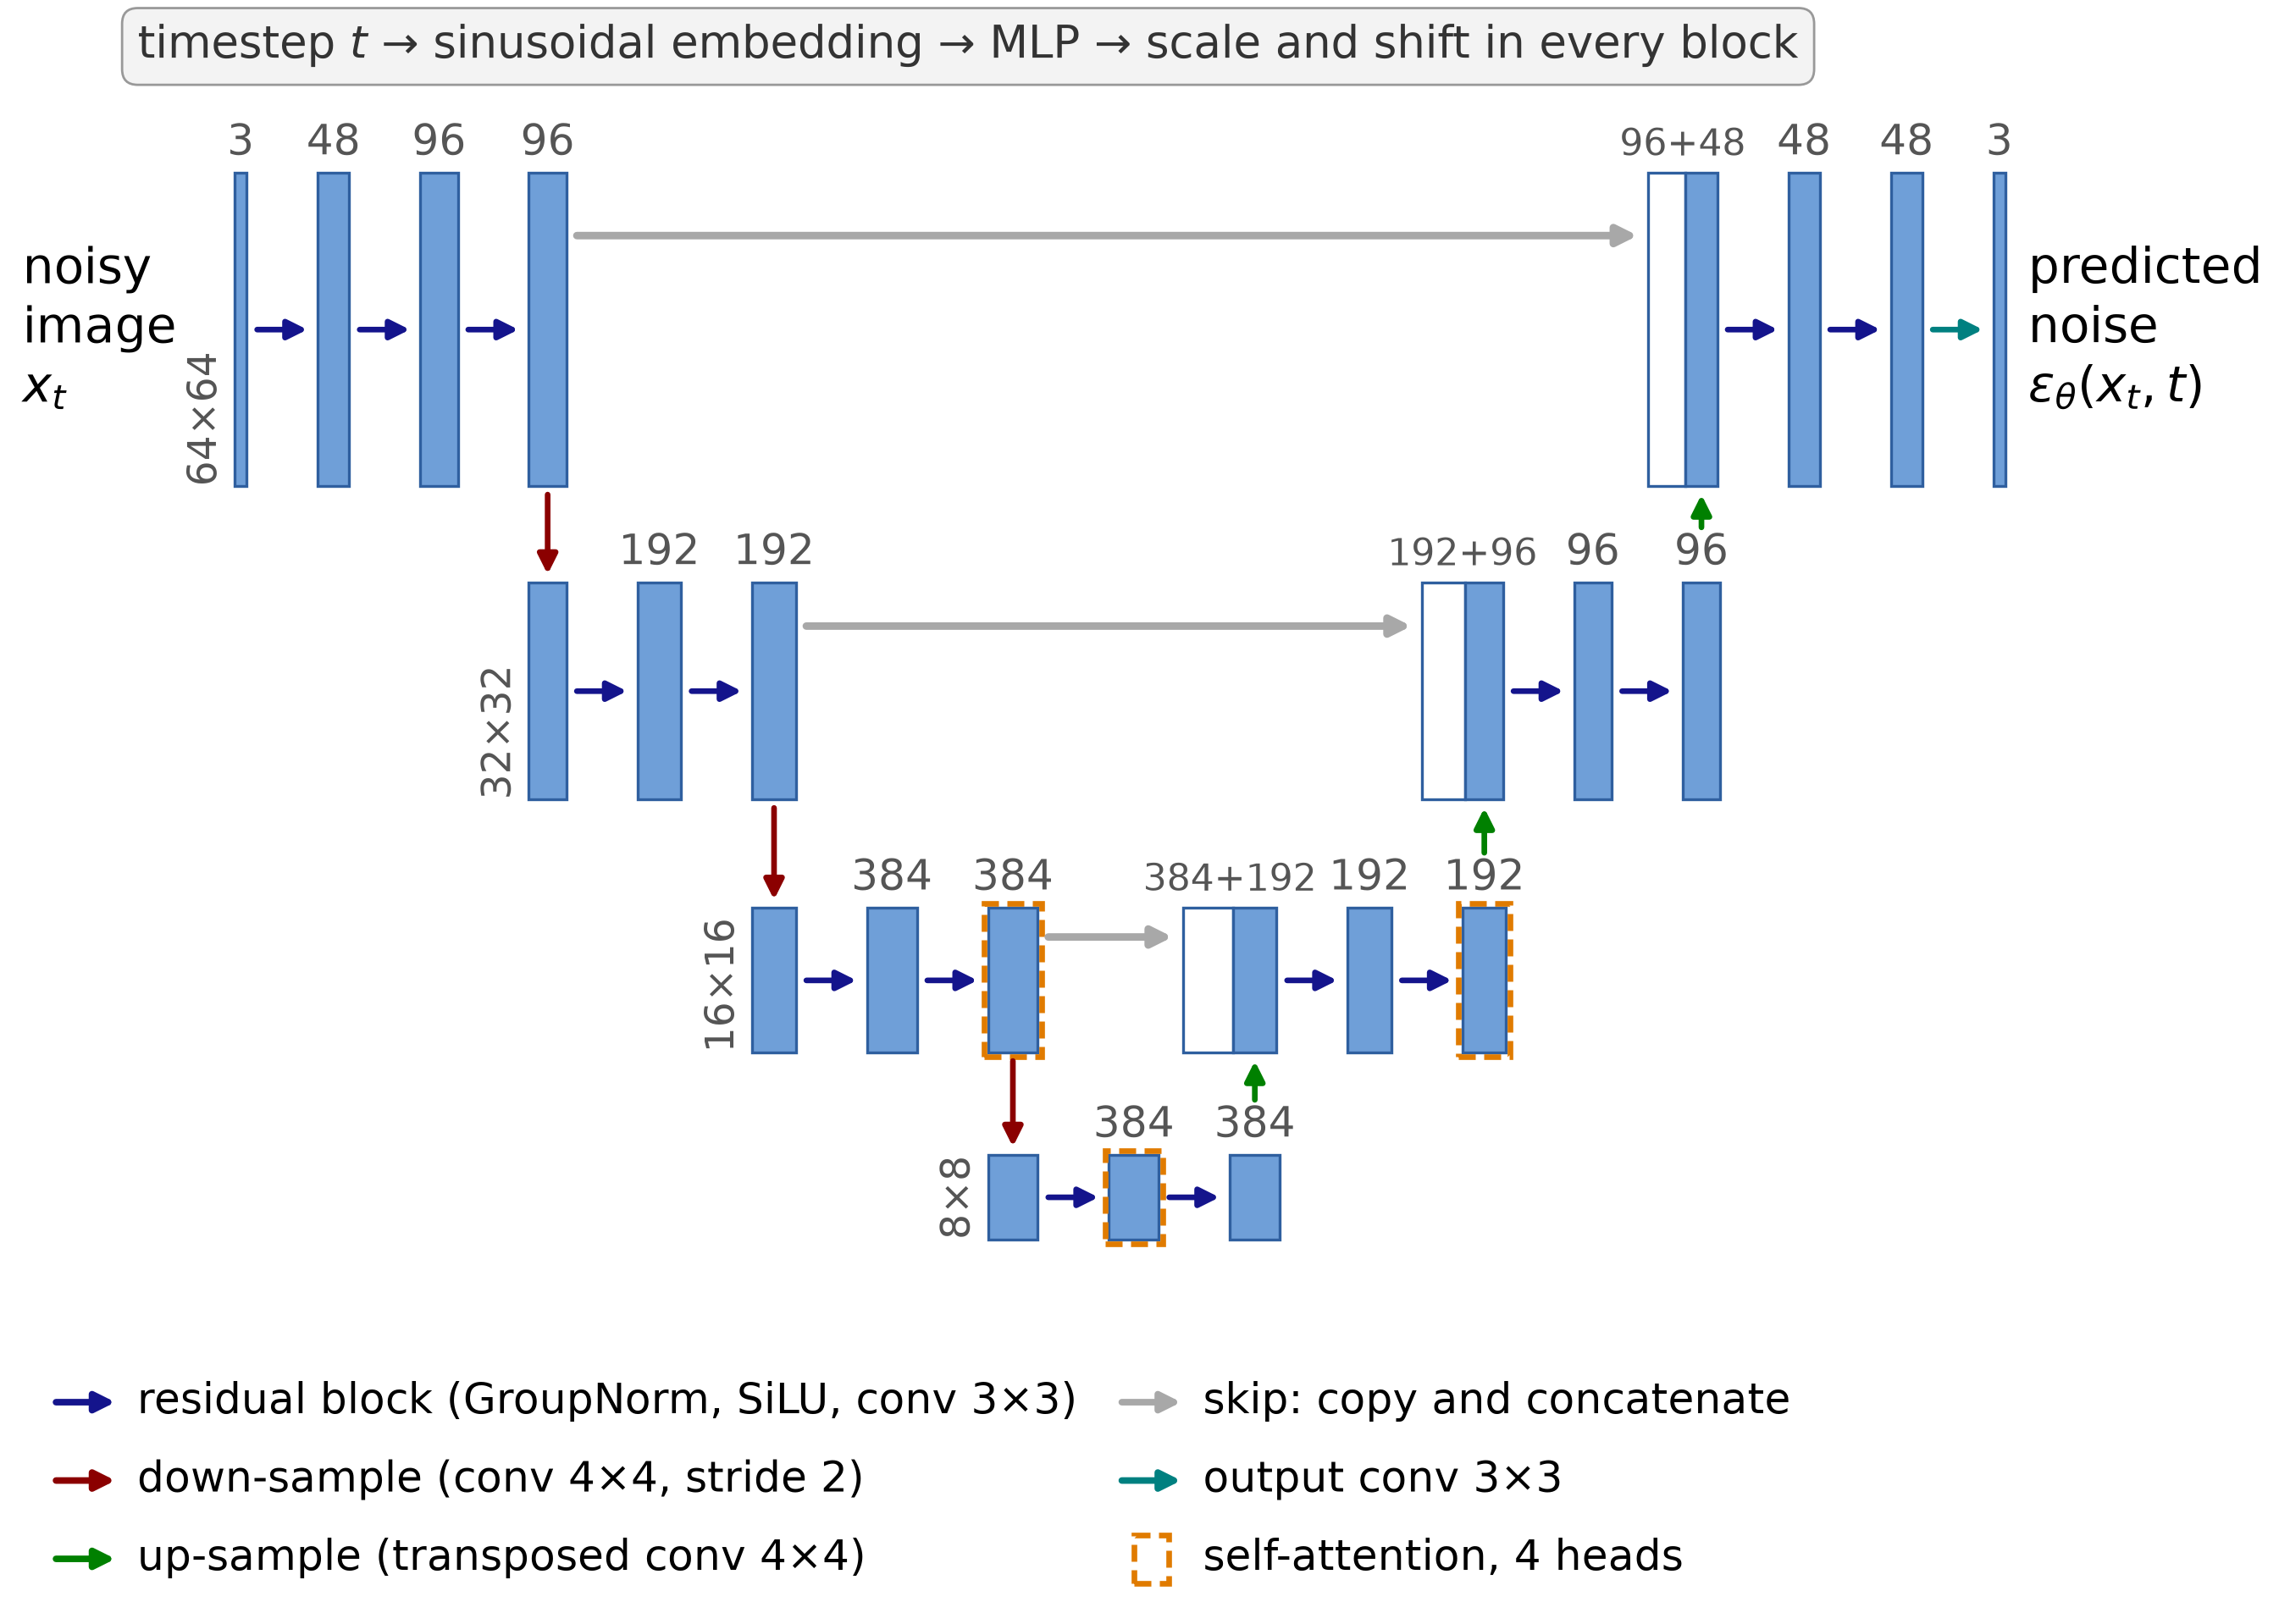 timestep t → sinusoidal embedding → MLP → scale and shift in every block
3 48 96 96 96+48 48 48 3
noisy
image
xₜ
64×64
predicted
noise
ϵ_θ(xₜ, t)
192 192 192+96 96 96
32×32
384 384 384+192 192 192
16×16
384 384
8×8
residual block (GroupNorm, SiLU, conv 3×3)
down-sample (conv 4×4, stride 2)
up-sample (transposed conv 4×4)
skip: copy and concatenate
output conv 3×3
self-attention, 4 heads